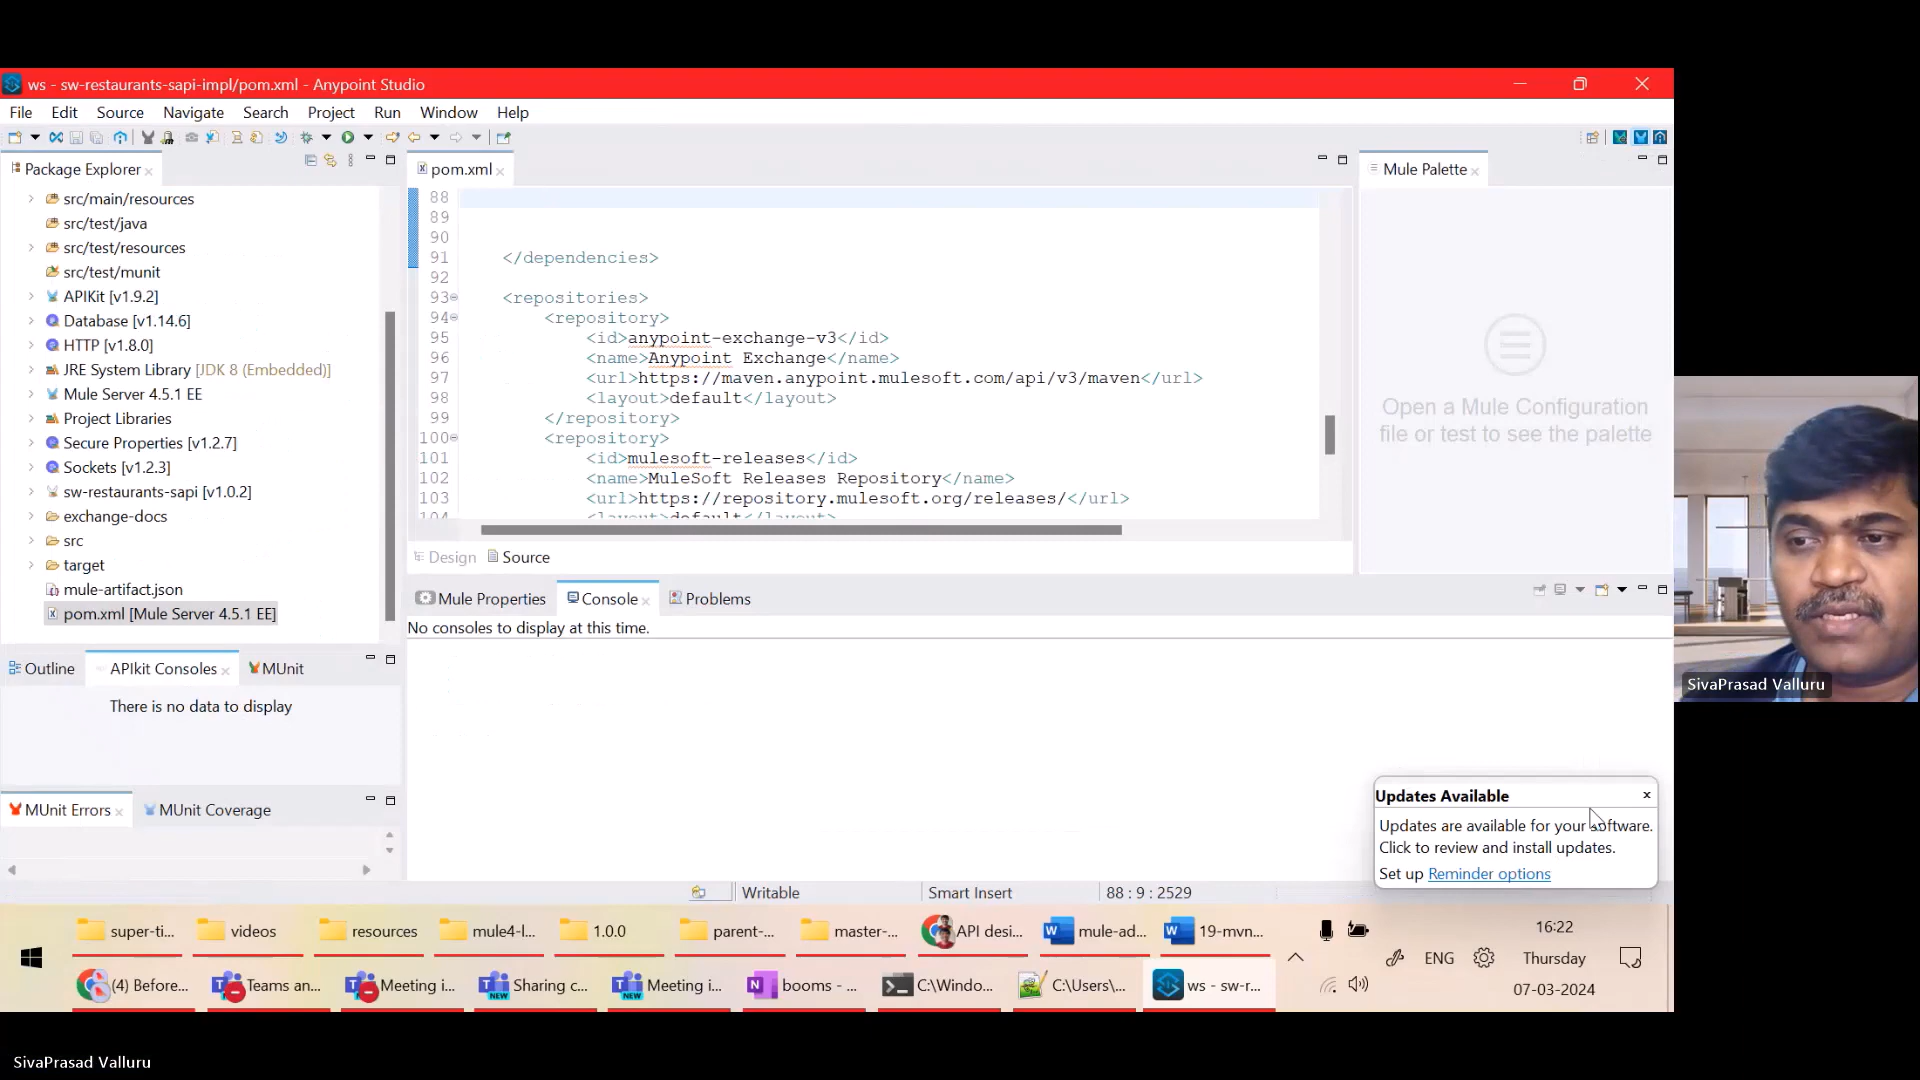 ws - sw-restaurants-sapi-impl/pom.xml - Anypoint Studio
File Edit Source Navigate Search Project Run Window Help
Package Explorer
src/main/resources
src/test/java
src/test/resources
src/test/munit
APIKit [v1.9.2]
Database [v1.14.6]
HTTP [v1.8.0]
JRE System Library [JDK 8 (Embedded)]
Mule Server 4.5.1 EE
Project Libraries
Secure Properties [v1.2.7]
Sockets [v1.2.3]
sw-restaurants-sapi [v1.0.2]
exchange-docs
src
target
mule-artifact.json
pom.xml [Mule Server 4.5.1 EE]
pom.xml
88
89
90
91 </dependencies>
92
93 <repositories>
94 <repository>
95 <id>anypoint-exchange-v3</id>
96 <name>Anypoint Exchange</name>
97 <url>https://maven.anypoint.mulesoft.com/api/v3/maven</url>
98 <layout>default</layout>
99 </repository>
100 <repository>
101 <id>mulesoft-releases</id>
102 <name>MuleSoft Releases Repository</name>
103 <url>https://repository.mulesoft.org/releases/</url>
104 <layout>default</layout>
Design Source
Mule Palette
Open a Mule Configuration
file or test to see the palette
Mule Properties Console Problems
No consoles to display at this time.
Outline APIkit Consoles MUnit
There is no data to display
MUnit Errors MUnit Coverage
Updates Available
Updates are available for your software.
Click to review and install updates.
Set up Reminder options
Writable Smart Insert 88 : 9 : 2529
super-ti... videos resources mule4-l... 1.0.0 parent-... master-... API desi... mule-ad... 19-mvn...
(4) Before... Teams an... Meeting i... Sharing c... Meeting i... booms - ... C:\Windo... C:\Users\... ws - sw-r...
ENG
16:22
Thursday
07-03-2024
SivaPrasad Valluru
SivaPrasad Valluru